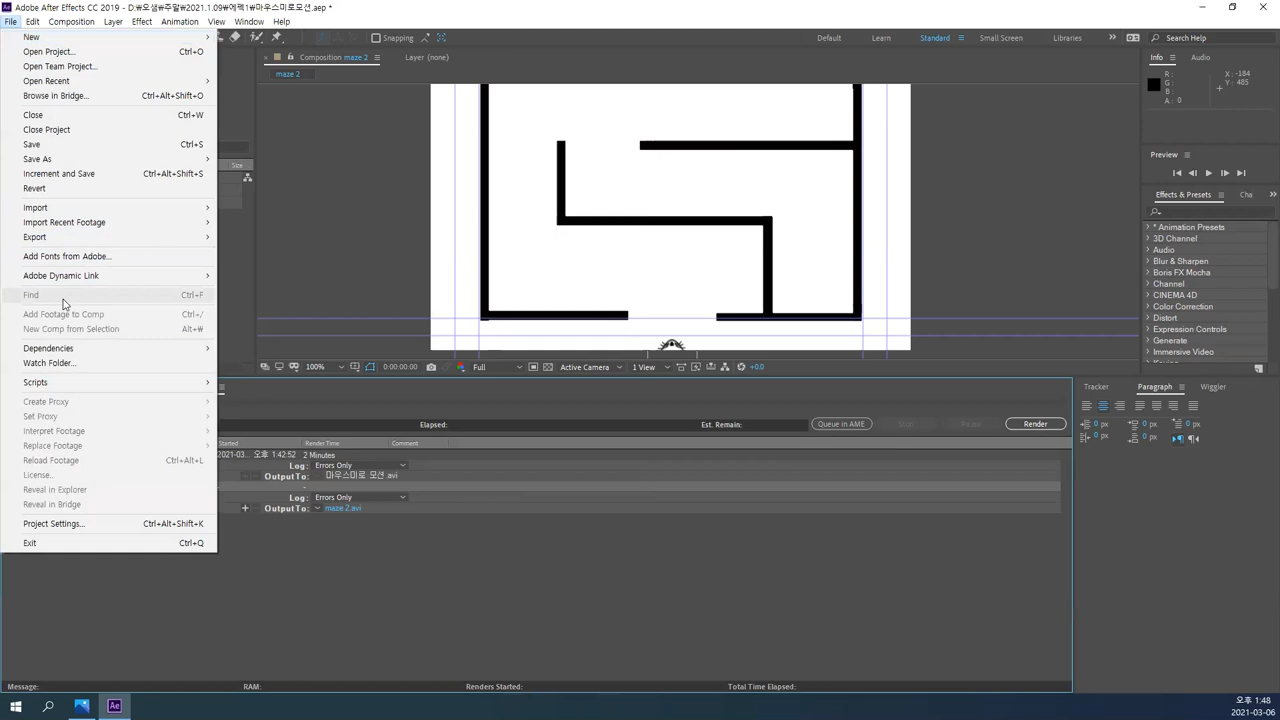 Adobe After Effects CC 2019 - D:₩오샘₩주말₩2021.1.09₩에펙1₩마우스미로모션.aep *
File Edit Composition Layer Effect Animation View Window Help
Snapping Default Learn Standard Small Screen Libraries Search Help
New
Open Project... Ctrl+O
Open Team Project...
Open Recent
Browse in Bridge... Ctrl+Alt+Shift+O
Close Ctrl+W
Close Project
Save Ctrl+S
Save As
Increment and Save Ctrl+Alt+Shift+S
Revert
Import
Import Recent Footage
Export
Add Fonts from Adobe...
Adobe Dynamic Link
Find Ctrl+F
Add Footage to Comp Ctrl+/
New Comp from Selection Alt+₩
Dependencies
Watch Folder...
Scripts
Create Proxy
Set Proxy
Interpret Footage
Replace Footage
Reload Footage Ctrl+Alt+L
License...
Reveal in Explorer
Reveal in Bridge
Project Settings... Ctrl+Alt+Shift+K
Exit Ctrl+Q
Size
Composition maze 2 Layer (none)
maze 2
100% 0:00:00:00 Full Active Camera 1 View +0.0
Info Audio
R :
G :
B :
A : 0
X : -184
Y : 485
Preview
Effects & Presets Cha
* Animation Presets
3D Channel
Audio
Blur & Sharpen
Boris FX Mocha
Channel
CINEMA 4D
Color Correction
Distort
Expression Controls
Generate
Immersive Video
Tracker Paragraph Wiggler
0 px 0 px 0 px
0 px 0 px
Elapsed: Est. Remain: Queue in AME Stop Pause Render
Started Render Time: Comment
2021-03-0... 오후 1:42:52 2 Minutes
Log: Errors Only
Output To: 마우스미로 모션.avi
-
Log: Errors Only
Output To: maze 2.avi
Message: RAM: Renders Started: Total Time Elapsed:
오후 1:48
2021-03-06